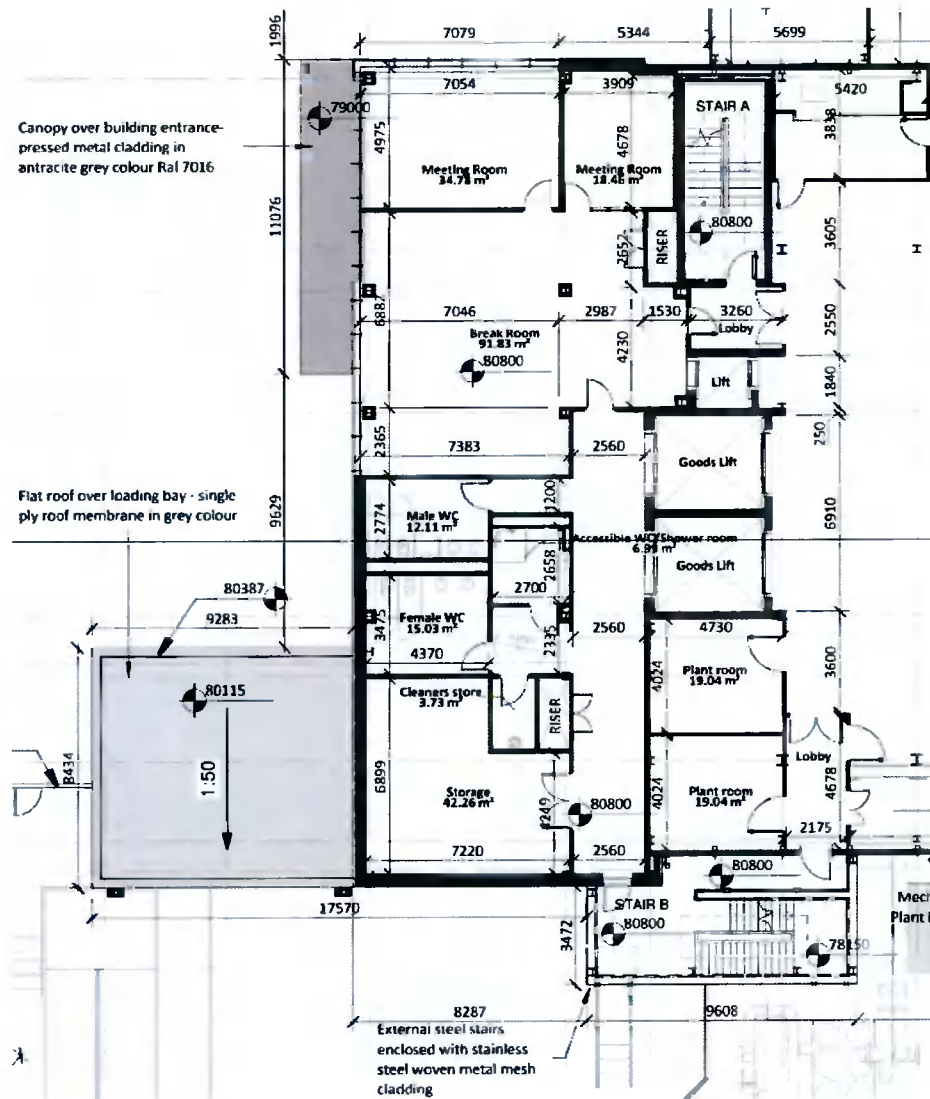 7079
5344
5699
1996
7054
3909
5420
79000
STAIR A
3838
Canopy over building entrance-
pressed metal cladding in
antracite grey colour Ral 7016
4975
4678
Meeting Room
34.78 m²
Meeting Room
18.46 m²
11076
80800
RISER
2652
3605
6882
7046
2987
1530
3260
Lobby
2550
Break Room
91.83 m²
4230
80800
Lift
1840
250
2365
7383
2560
Goods Lift
Flat roof over loading bay - single
ply roof membrane in grey colour
9629
2774
Male WC
12.11 m²
1200
6910
Accessible WC/Shower room
2658
Goods Lift
80387
2700
9283
3475
Female WC
15.03 m²
2335
2560
4730
4370
4024
Plant room
19.04 m²
3600
80115
Cleaners store
3.73 m²
RISER
Lobby
8434
1:50
6899
Storage
42.26 m²
4249
80800
4024
Plant room
19.04 m²
4678
7220
2560
2175
80800
17570
STAIR B
3472
80800
78150
Mech
Plant
8287
9608
External steel stairs
enclosed with stainless
steel woven metal mesh
cladding